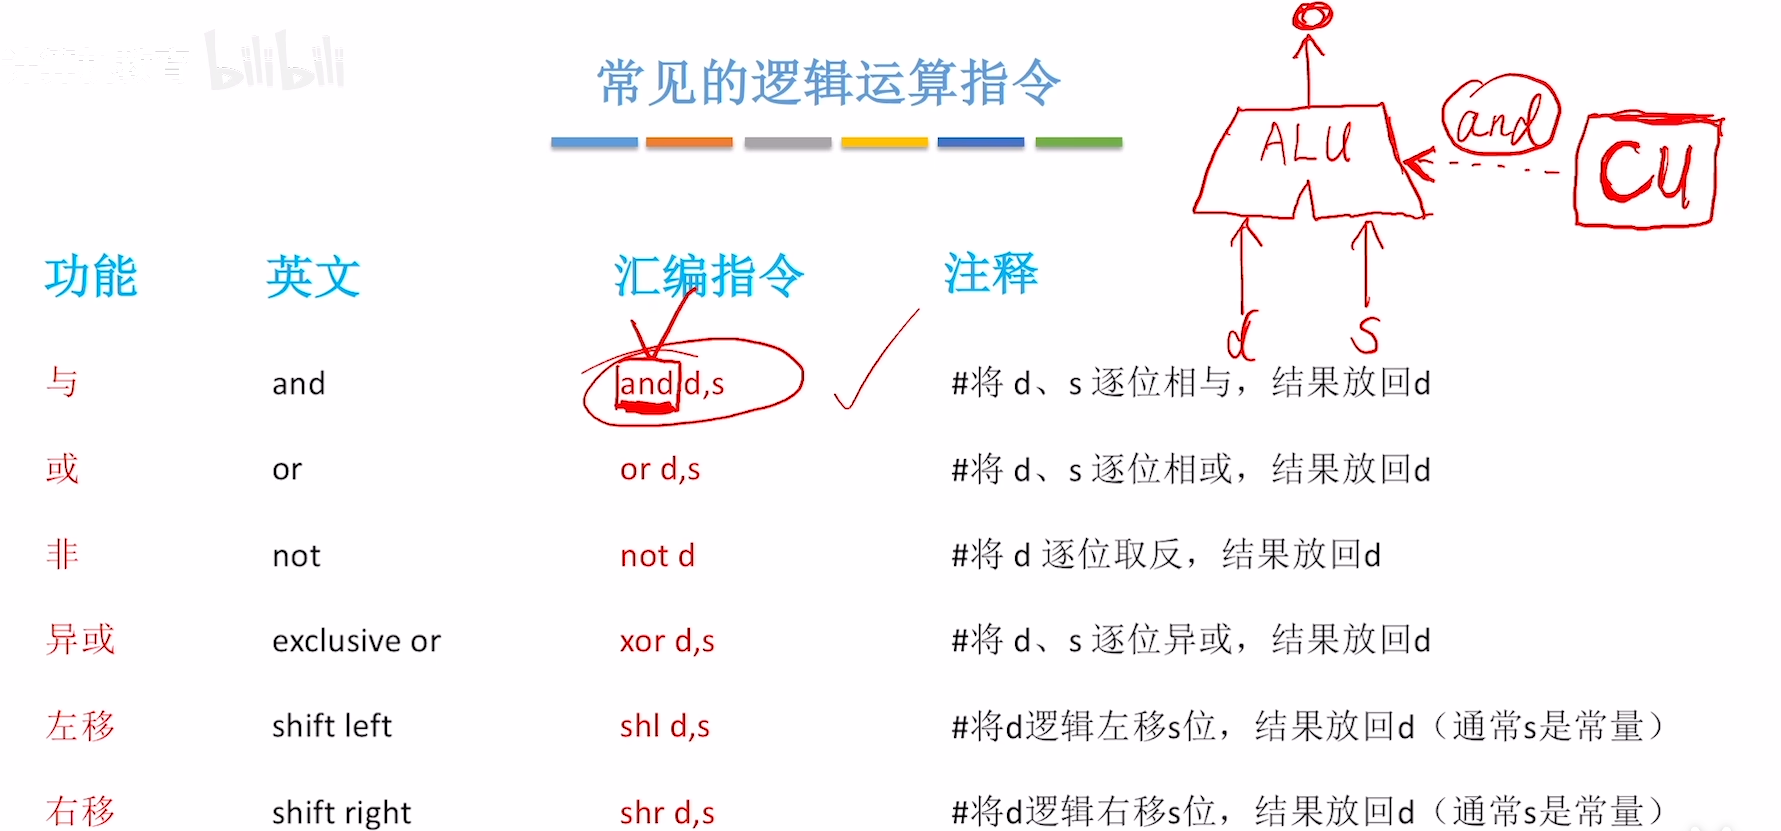 bilibili
常见的逻辑运算指令
ALU
and
CU
d s
功能 英文 汇编指令 注释
与 and and d,s #将 d、s 逐位相与，结果放回d
或 or or d,s #将 d、s 逐位相或，结果放回d
非 not not d #将 d 逐位取反，结果放回d
异或 exclusive or xor d,s #将 d、s 逐位异或，结果放回d
左移 shift left shl d,s #将d逻辑左移s位，结果放回d（通常s是常量）
右移 shift right shr d,s #将d逻辑右移s位，结果放回d（通常s是常量）